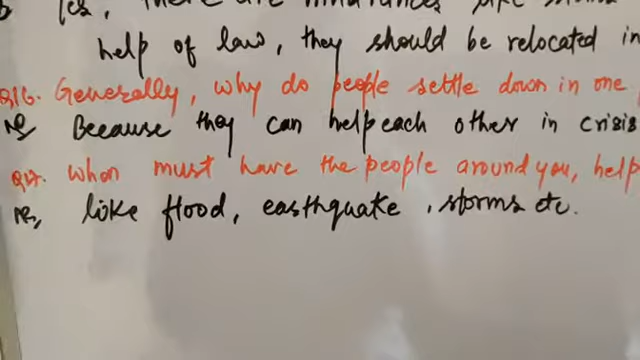 help of law, they should be relocated in
Q16. Generally, why do people settle down in one
Because they can help each other in crisis
Q17. When must have the people around you, help
like flood, easthquake, storms etc.